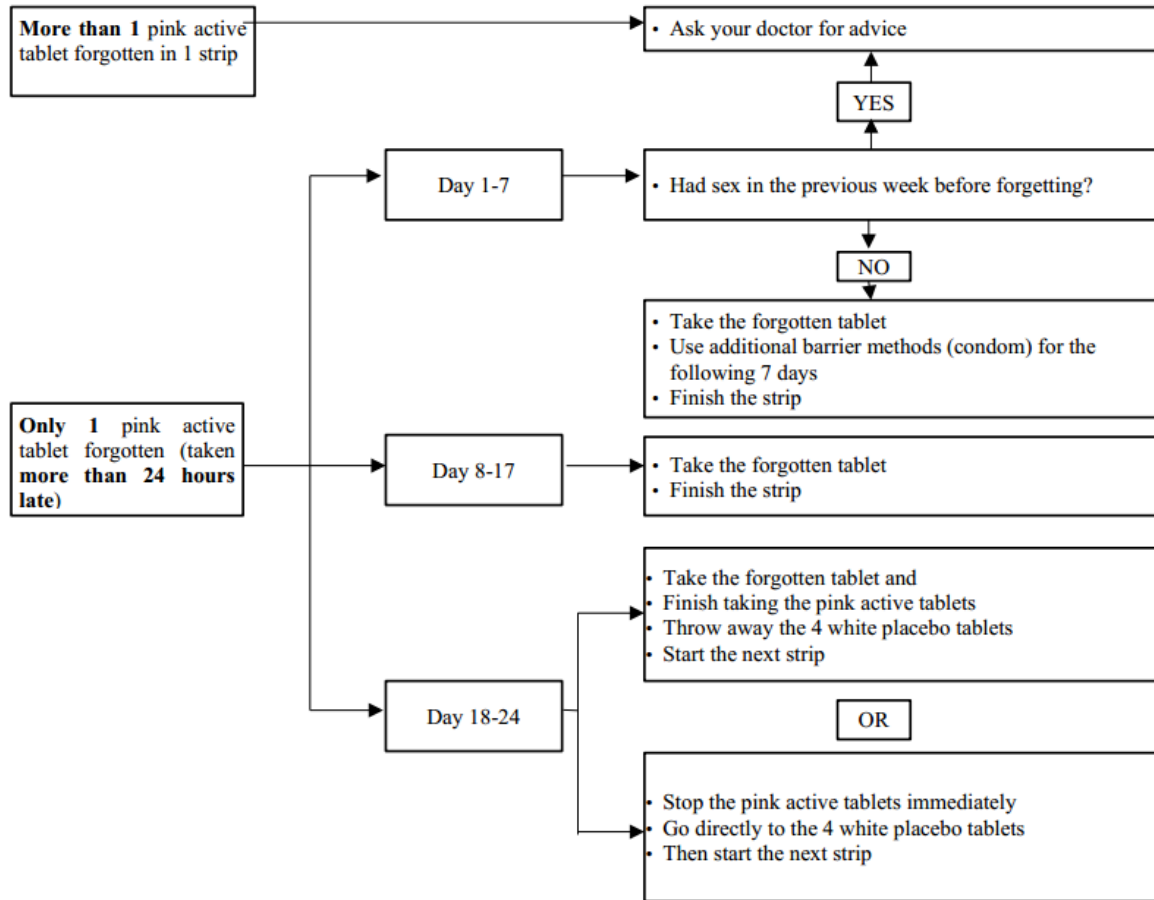 More than 1 pink active
tablet forgotten in 1 strip
• Ask your doctor for advice
YES
Day 1-7
• Had sex in the previous week before forgetting?
NO
• Take the forgotten tablet
• Use additional barrier methods (condom) for the
following 7 days
• Finish the strip
Only 1 pink active
tablet forgotten (taken
more than 24 hours
late)
Day 8-17
• Take the forgotten tablet
• Finish the strip
Day 18-24
• Take the forgotten tablet and
• Finish taking the pink active tablets
• Throw away the 4 white placebo tablets
• Start the next strip
OR
• Stop the pink active tablets immediately
• Go directly to the 4 white placebo tablets
• Then start the next strip